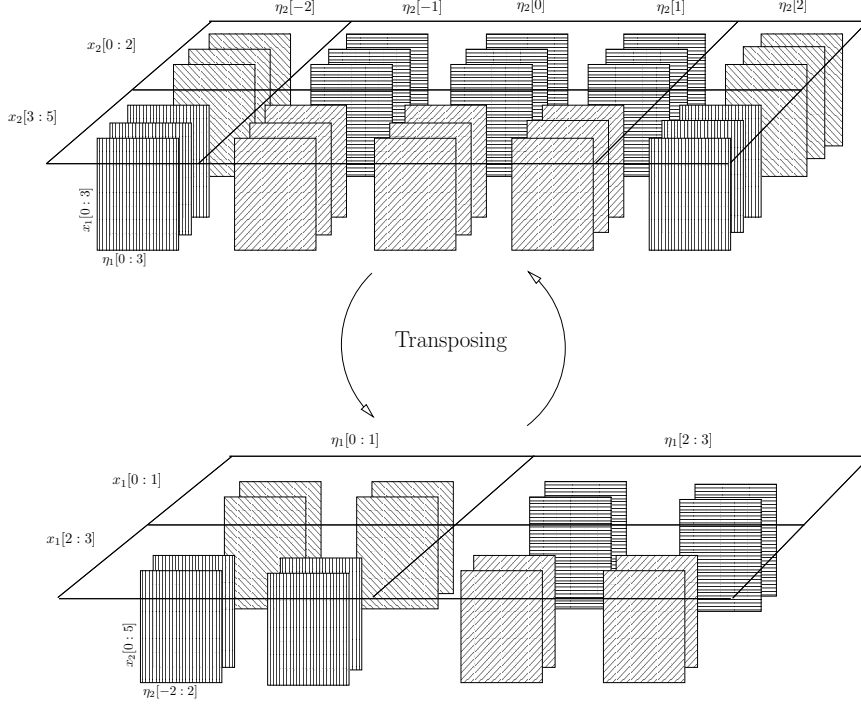 η₂[−2] η₂[−1] η₂[0] η₂[1] η₂[2]
x₂[0 : 2]
x₂[3 : 5]
x₁[0 : 3]
η₁[0 : 3]
Transposing
η₁[0 : 1] η₁[2 : 3]
x₁[0 : 1]
x₁[2 : 3]
x₂[0 : 5]
η₂[−2 : 2]